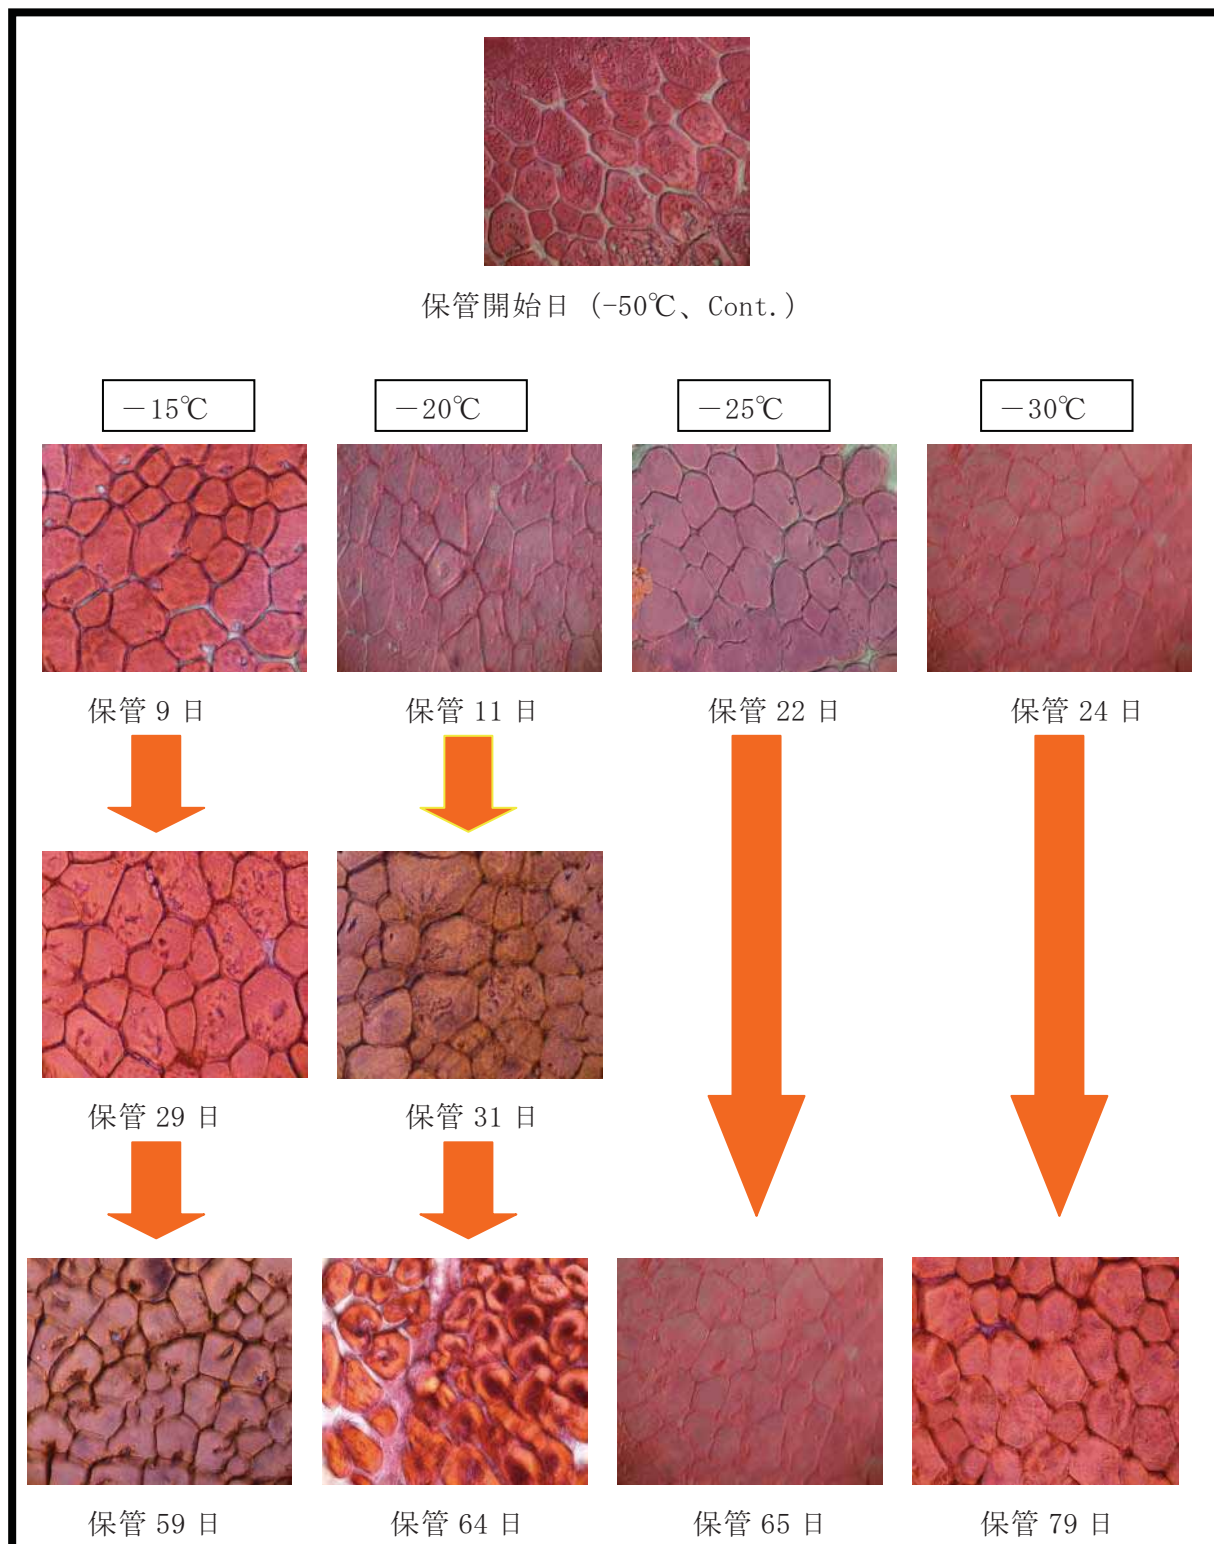 保管開始日 (-50℃、Cont.)
－15℃
－20℃
－25℃
－30℃
保管 9 日
保管 11 日
保管 22 日
保管 24 日
保管 29 日
保管 31 日
保管 59 日
保管 64 日
保管 65 日
保管 79 日